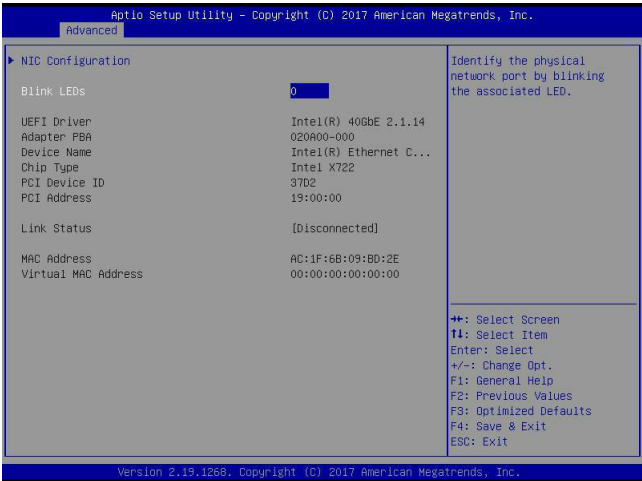 Aptio Setup Utility – Copyright (C) 2017 American Megatrends, Inc.
Advanced
NIC Configuration
Blink LEDs 0
UEFI Driver Intel(R) 40GbE 2.1.14
Adapter PBA 020A00-000
Device Name Intel(R) Ethernet C...
Chip Type Intel X722
PCI Device ID 37D2
PCI Address 19:00:00
Link Status [Disconnected]
MAC Address AC:1F:6B:09:BD:2E
Virtual MAC Address 00:00:00:00:00:00
Identify the physical
network port by blinking
the associated LED.
→←: Select Screen
↑↓: Select Item
Enter: Select
+/-: Change Opt.
F1: General Help
F2: Previous Values
F3: Optimized Defaults
F4: Save & Exit
ESC: Exit
Version 2.19.1268. Copyright (C) 2017 American Megatrends, Inc.